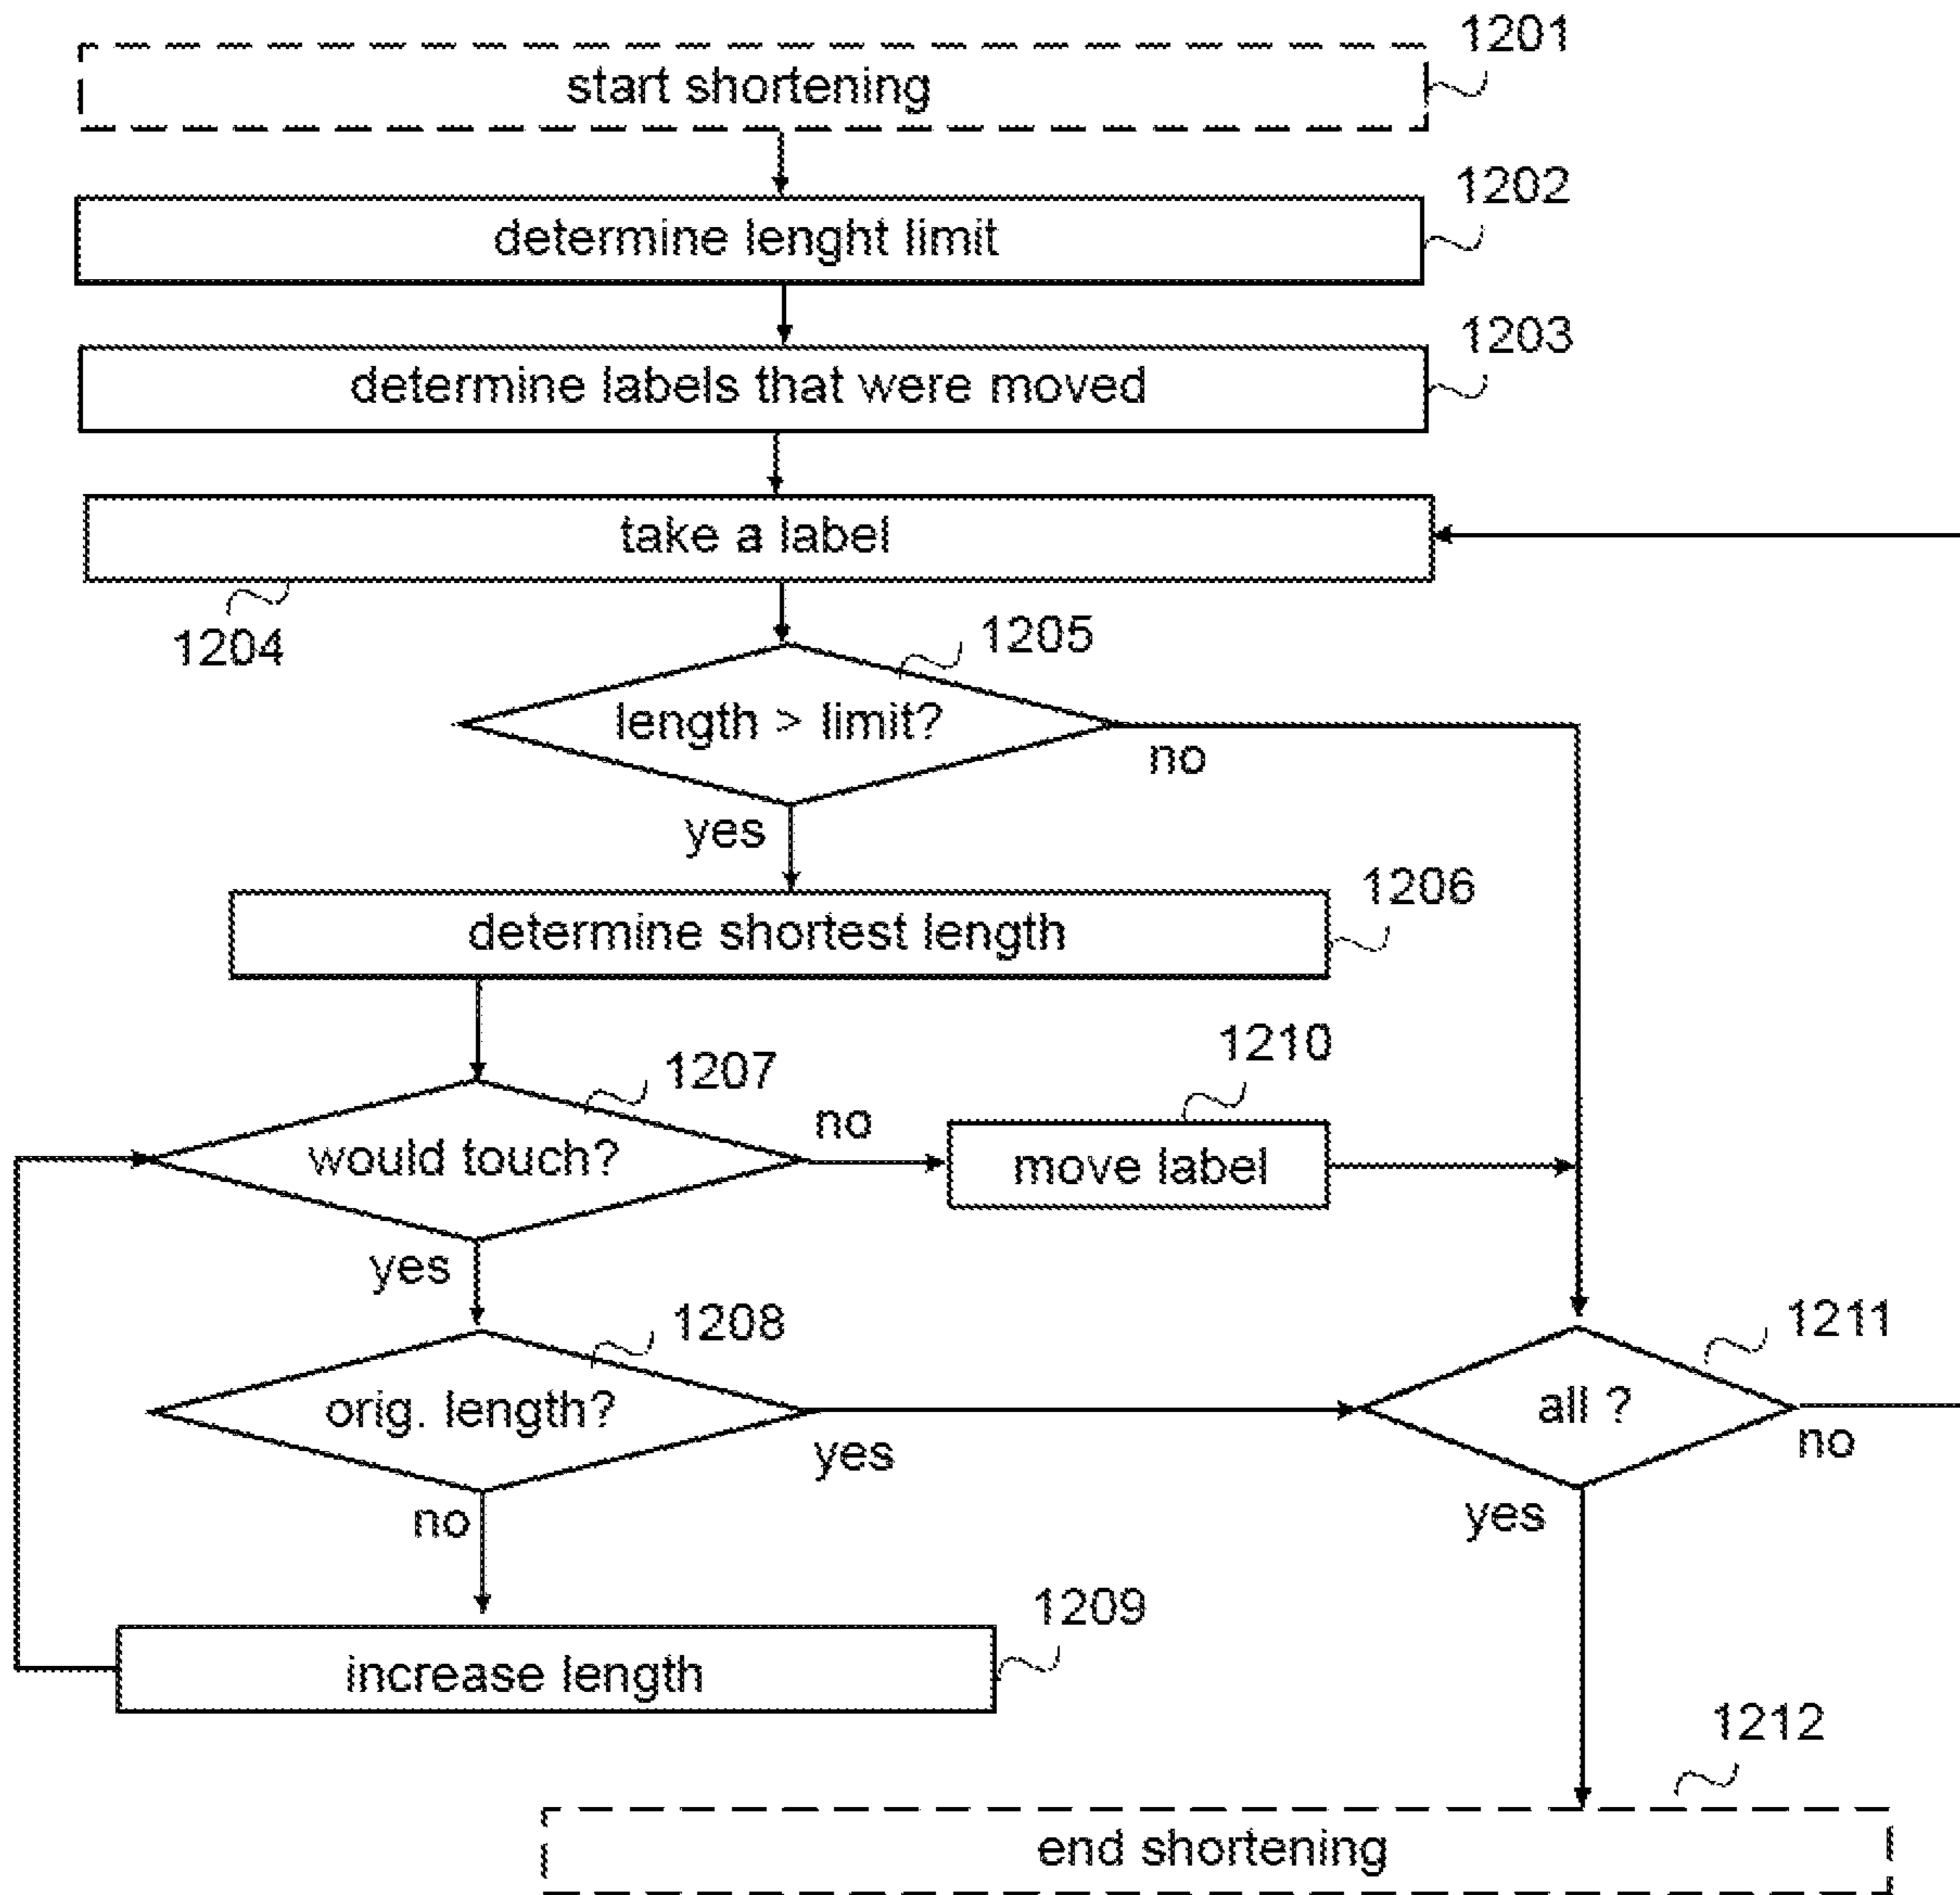 1201
start shortening
1202
determine lenght limit
1203
determine labels that were moved
take a label
1204
1205
length > limit?
no
yes
1206
determine shortest length
1207
1210
would touch?
no
move label
yes
1208
1211
orig. length?
yes
all ?
no
no
yes
1209
increase length
1212
end shortening